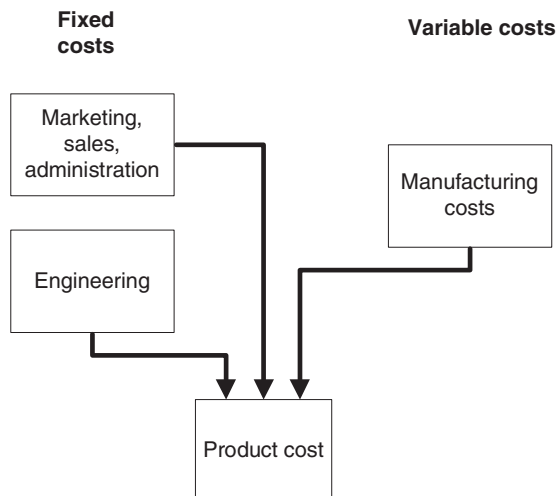 Fixed
costs
Variable costs
Marketing,
sales,
administration
Manufacturing
costs
Engineering
Product cost